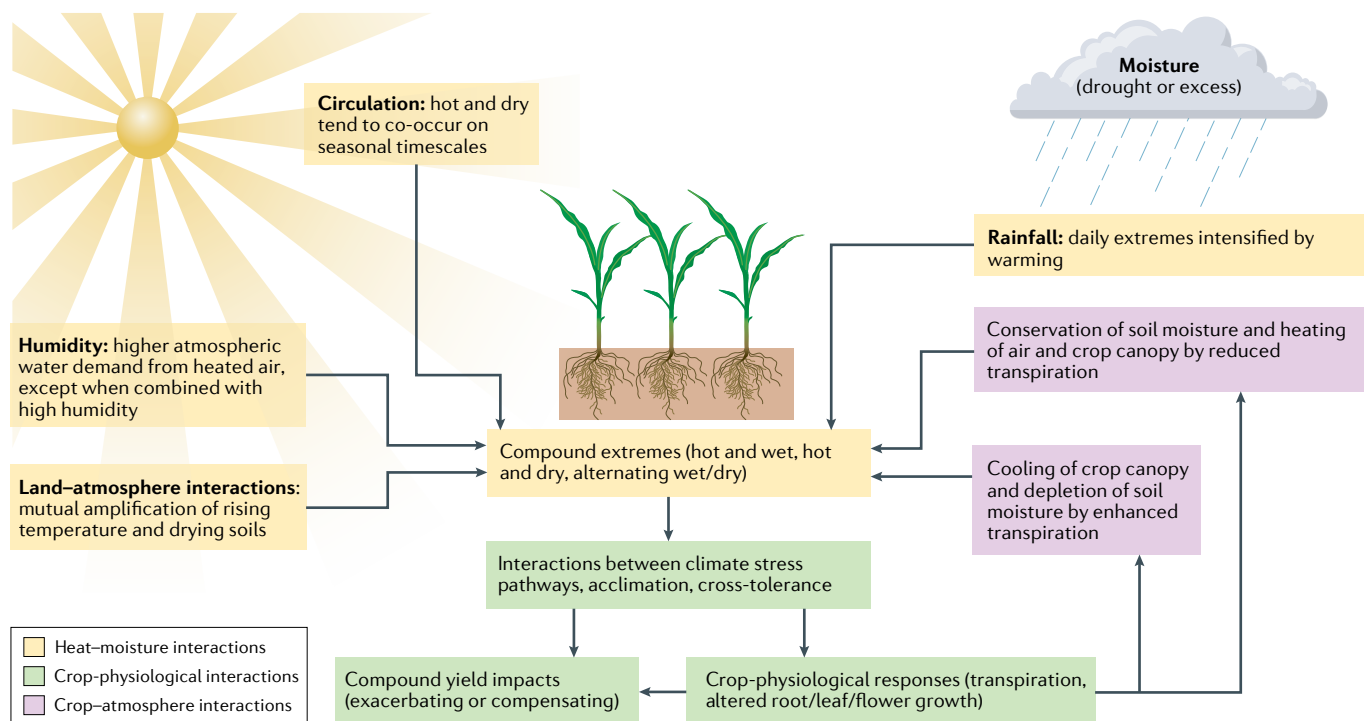 Circulation: hot and dry
tend to co-occur on
seasonal timescales
Moisture
(drought or excess)
Rainfall: daily extremes intensified by
warming
Humidity: higher atmospheric
water demand from heated air,
except when combined with
high humidity
Conservation of soil moisture and heating
of air and crop canopy by reduced
transpiration
Land–atmosphere interactions:
mutual amplification of rising
temperature and drying soils
Compound extremes (hot and wet, hot
and dry, alternating wet/dry)
Cooling of crop canopy
and depletion of soil
moisture by enhanced
transpiration
Interactions between climate stress
pathways, acclimation, cross-tolerance
Compound yield impacts
(exacerbating or compensating)
Crop-physiological responses (transpiration,
altered root/leaf/flower growth)
Heat–moisture interactions
Crop-physiological interactions
Crop–atmosphere interactions